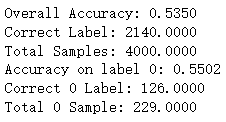 Overall Accuracy: 0.5350
Correct Label: 2140.0000
Total Samples: 4000.0000
Accuracy on label 0: 0.5502
Correct 0 Label: 126.0000
Total 0 Sample: 229.0000